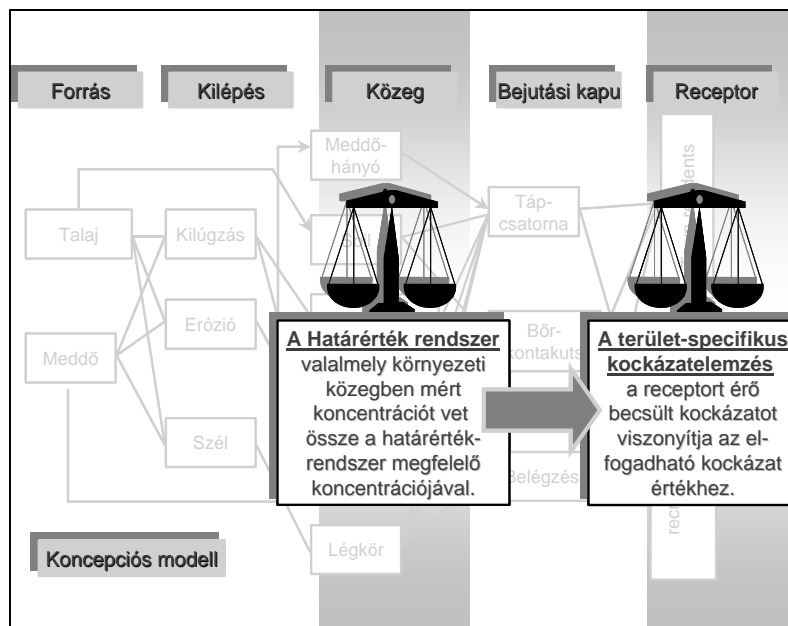 Forrás
Kilépés
Közeg
Bejutási kapu
Receptor
Meddő-
hányó
Talaj
Kilúgzás
Táp-
csatorna
Meddő
Erózió
Bőr-
kontakuts
Szél
Belégzés
Légkör
A Határérték rendszer
valalmely környezeti
közegben mért
koncentrációt vet
össze a határérték-
rendszer megfelelő
koncentrációjával.
A terület-specifikus
kockázatelemzés
a receptort érő
becsült kockázatot
viszonyítja az el-
fogadható kockázat
értékhez.
Koncepciós modell